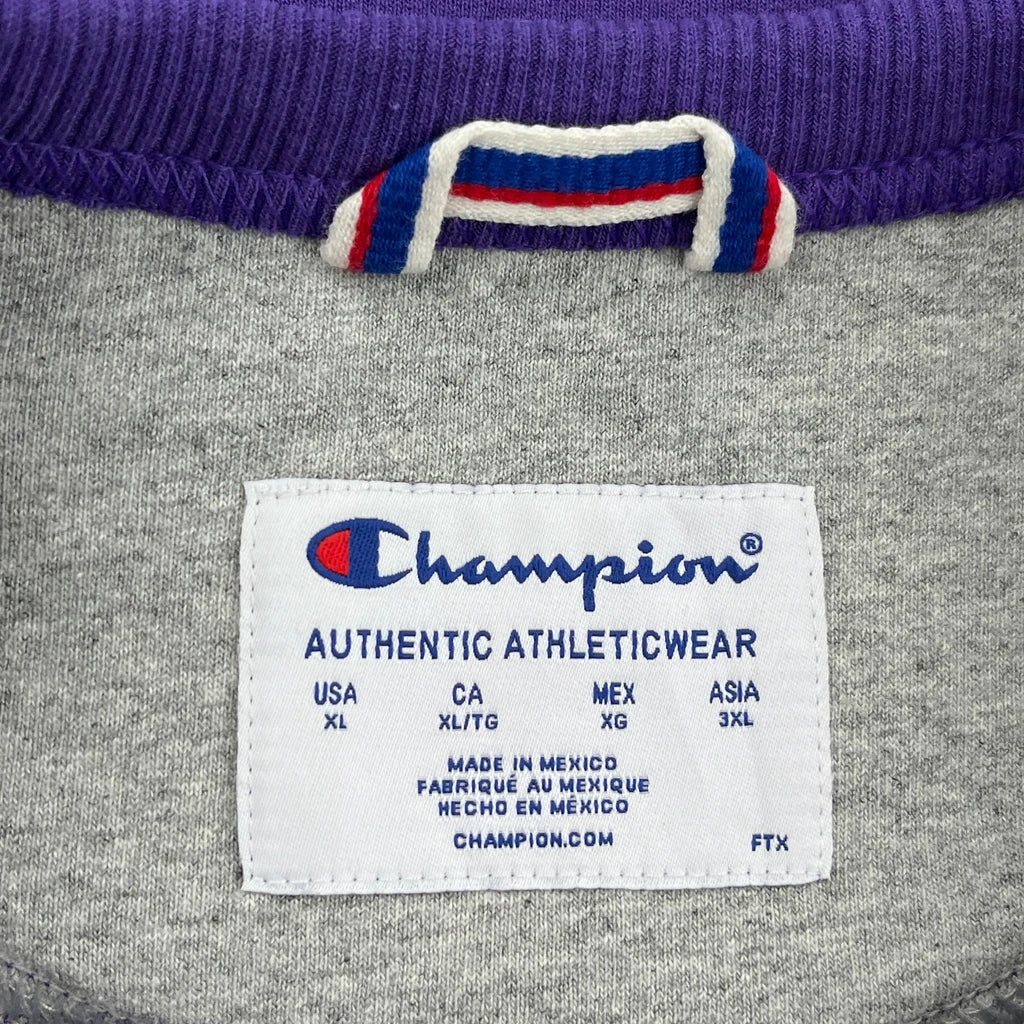 Champion®
AUTHENTIC ATHLETICWEAR
USA CA MEX ASIA
XL XL/TG XG 3XL
MADE IN MEXICO
FABRIQUÉ AU MEXIQUE
HECHO EN MÉXICO
CHAMPION.COM
FTX